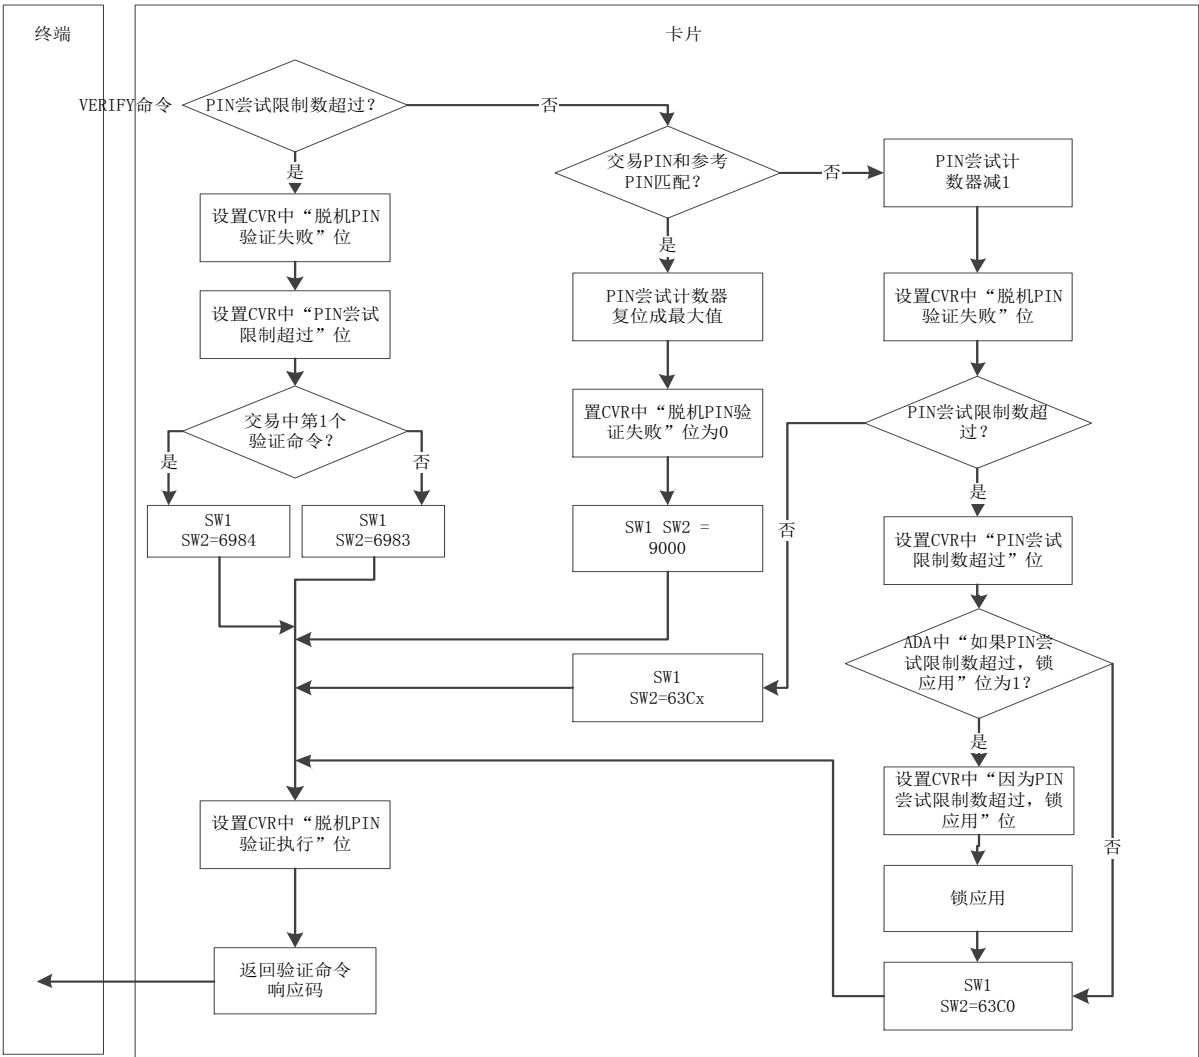 终端
卡片
VERIFY命令
PIN尝试限制数超过？
否
是
交易PIN和参考
PIN匹配？
否
PIN尝试计
数器减1
设置CVR中“脱机PIN
验证失败”位
是
设置CVR中“PIN尝试
限制超过”位
PIN尝试计数器
复位成最大值
设置CVR中“脱机PIN
验证失败”位
交易中第1个
验证命令？
是
否
置CVR中“脱机PIN验
证失败”位为0
PIN尝试限制数超
过？
是
否
SW1
SW2=6984
SW1
SW2=6983
SW1 SW2 =
9000
设置CVR中“PIN尝试
限制数超过”位
ADA中“如果PIN尝
试限制数超过，锁
应用”位为1？
SW1
SW2=63Cx
是
否
设置CVR中“因为PIN
尝试限制数超过，锁
应用”位
设置CVR中“脱机PIN
验证执行”位
锁应用
返回验证命令
响应码
SW1
SW2=63C0